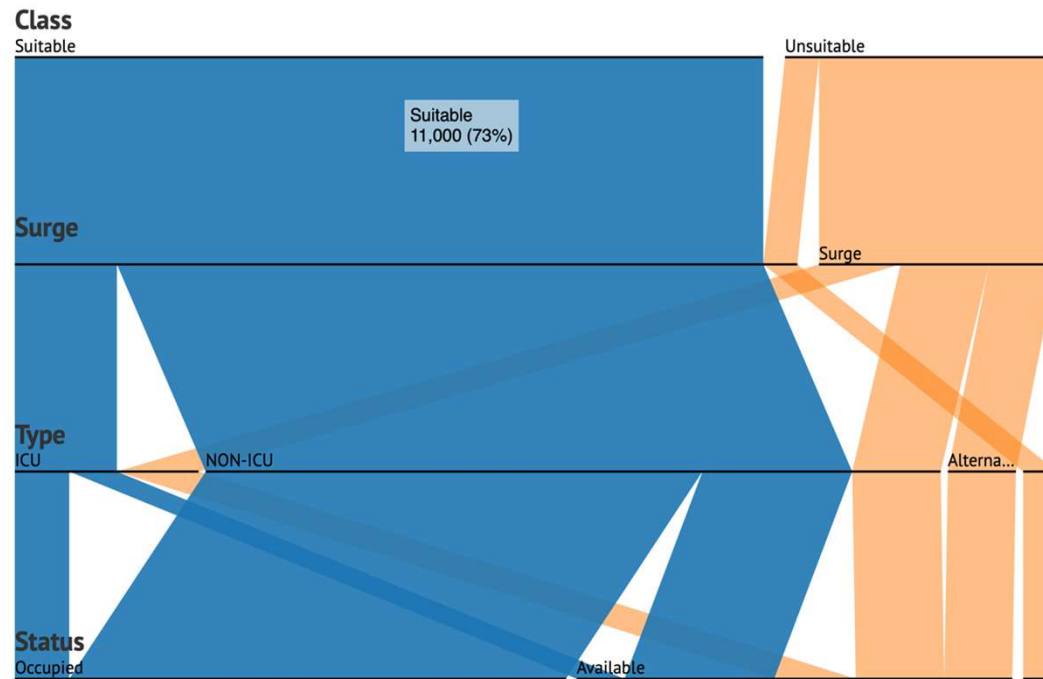 Class
Suitable
Unsuitable
Suitable
11,000 (73%)
Surge
Surge
Type
ICU
NON-ICU
Alterna...
Status
Occupied
Available